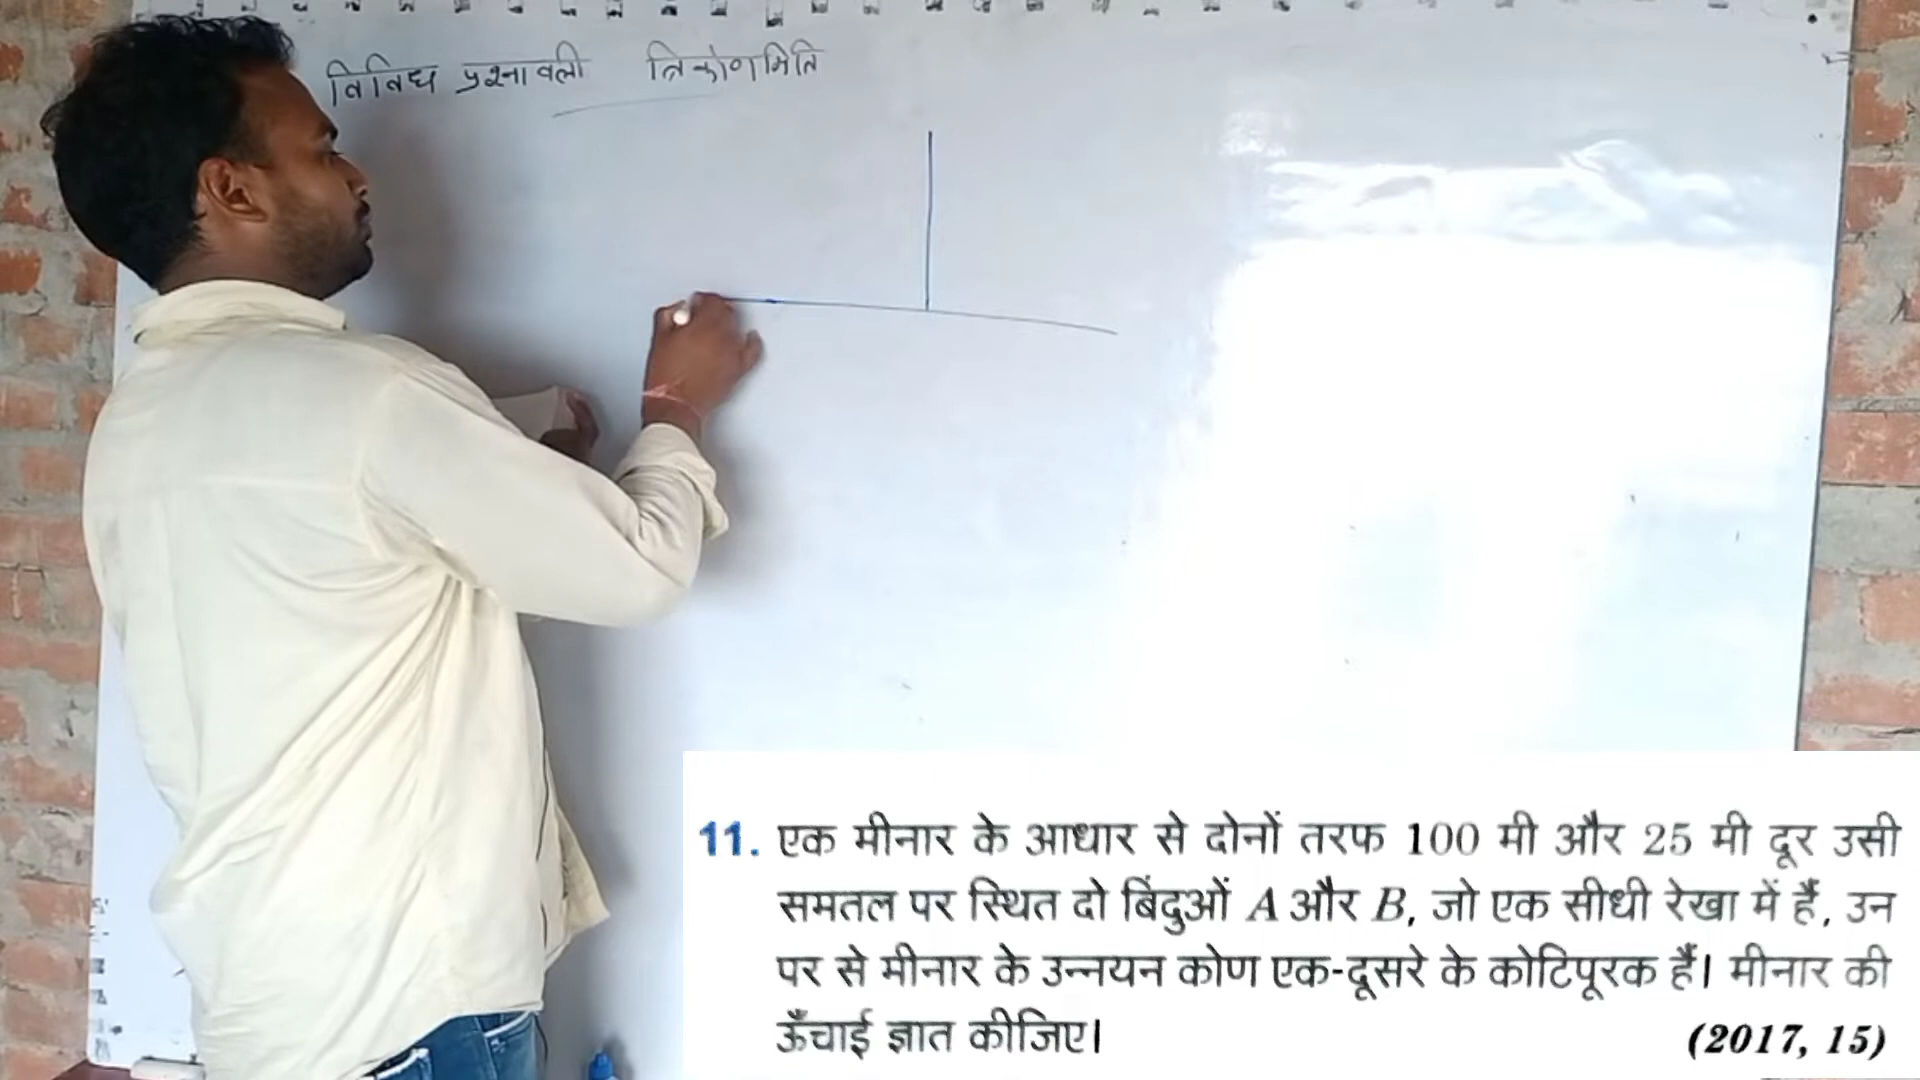 विविध प्रश्नावली त्रिकोणमिति
11. एक मीनार के आधार से दोनों तरफ 100 मी और 25 मी दूर उसी
समतल पर स्थित दो बिंदुओं A और B, जो एक सीधी रेखा में हैं, उन
पर से मीनार के उन्नयन कोण एक-दूसरे के कोटिपूरक हैं। मीनार की
ऊँचाई ज्ञात कीजिए।
(2017, 15)